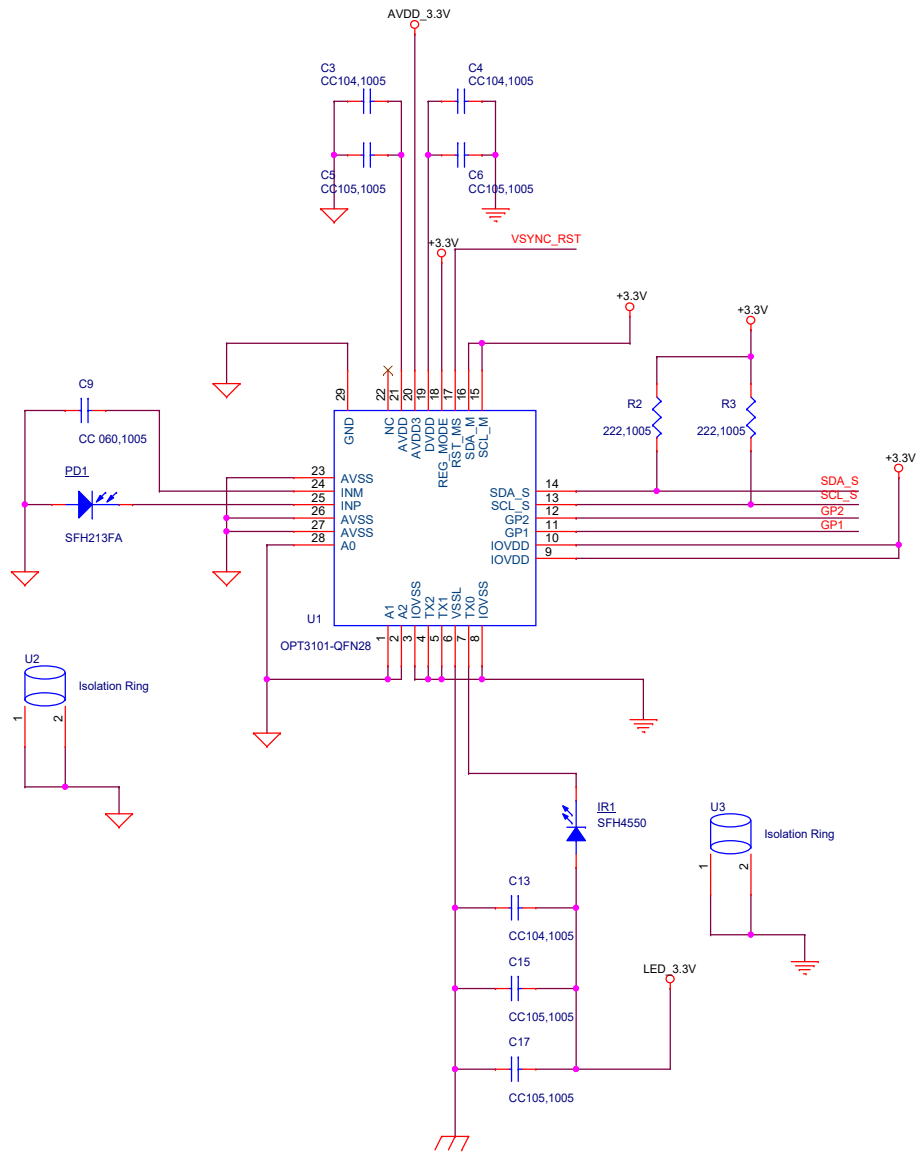 AVDD_3.3V
C3
CC104,1005
C4
CC104,1005
C5
CC105,1005
C6
CC105,1005
+3.3V
VSYNC_RST
+3.3V
+3.3V
29
22
21
20
19
18
17
16
15
GND
NC
AVDD
AVDD3
DVDD
REG_MODE
RST_MS
SDA_M
SCL_M
C9
CC 060,1005
PD1
SFH213FA
R2
222,1005
R3
222,1005
+3.3V
23
AVSS
24
INM
25
INP
26
AVSS
27
AVSS
28
A0
SDA_S
14
SDA_S
SCL_S
13
SCL_S
GP2
12
GP2
GP1
11
GP1
IOVDD
10
IOVDD
9
A1
A2
IOVSS
TX2
TX1
VSSL
TX0
IOVSS
1
2
3
4
5
6
7
8
U1
OPT3101-QFN28
U2
Isolation Ring
1
2
IR1
SFH4550
U3
Isolation Ring
1
2
C13
CC104,1005
C15
CC105,1005
LED_3.3V
C17
CC105,1005